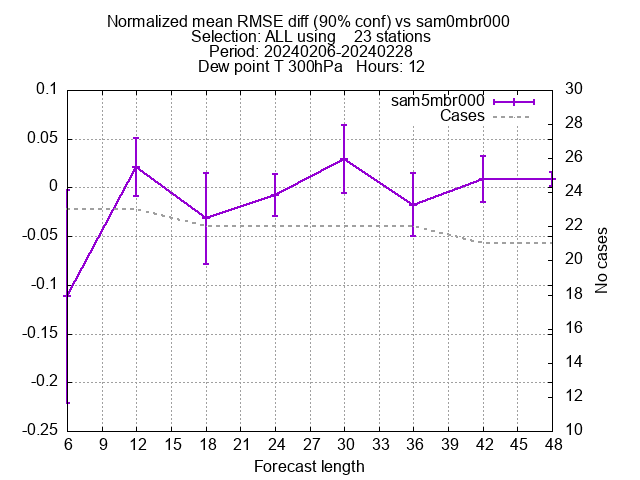 Normalized mean RMSE diff (90% conf) vs sam0mbr000
Selection: ALL using    23 stations
Period: 20240206-20240228
Dew point T 300hPa   Hours: 12
sam5mbr000
Cases
0.1
0.05
0
-0.05
-0.1
-0.15
-0.2
-0.25
30
28
26
24
22
20
18
16
14
12
10
No cases
6 9 12 15 18 21 24 27 30 33 36 39 42 45 48
Forecast length